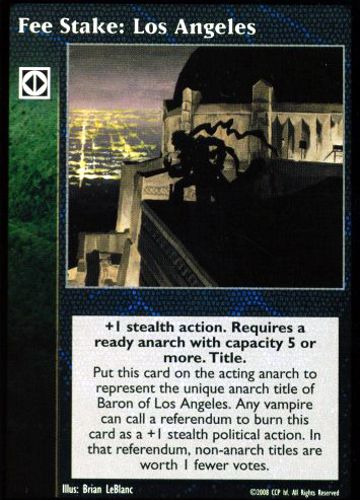 Fee Stake: Los Angeles
+1 stealth action. Requires a
ready anarch with capacity 5 or
more. Title.
Put this card on the acting anarch to
represent the unique anarch title of
Baron of Los Angeles. Any vampire
can call a referendum to burn this
card as a +1 stealth political action. In
that referendum, non-anarch titles are
worth 1 fewer votes.
Illus: Brian LeBlanc
©2008 CCP hf. All Rights Reserved